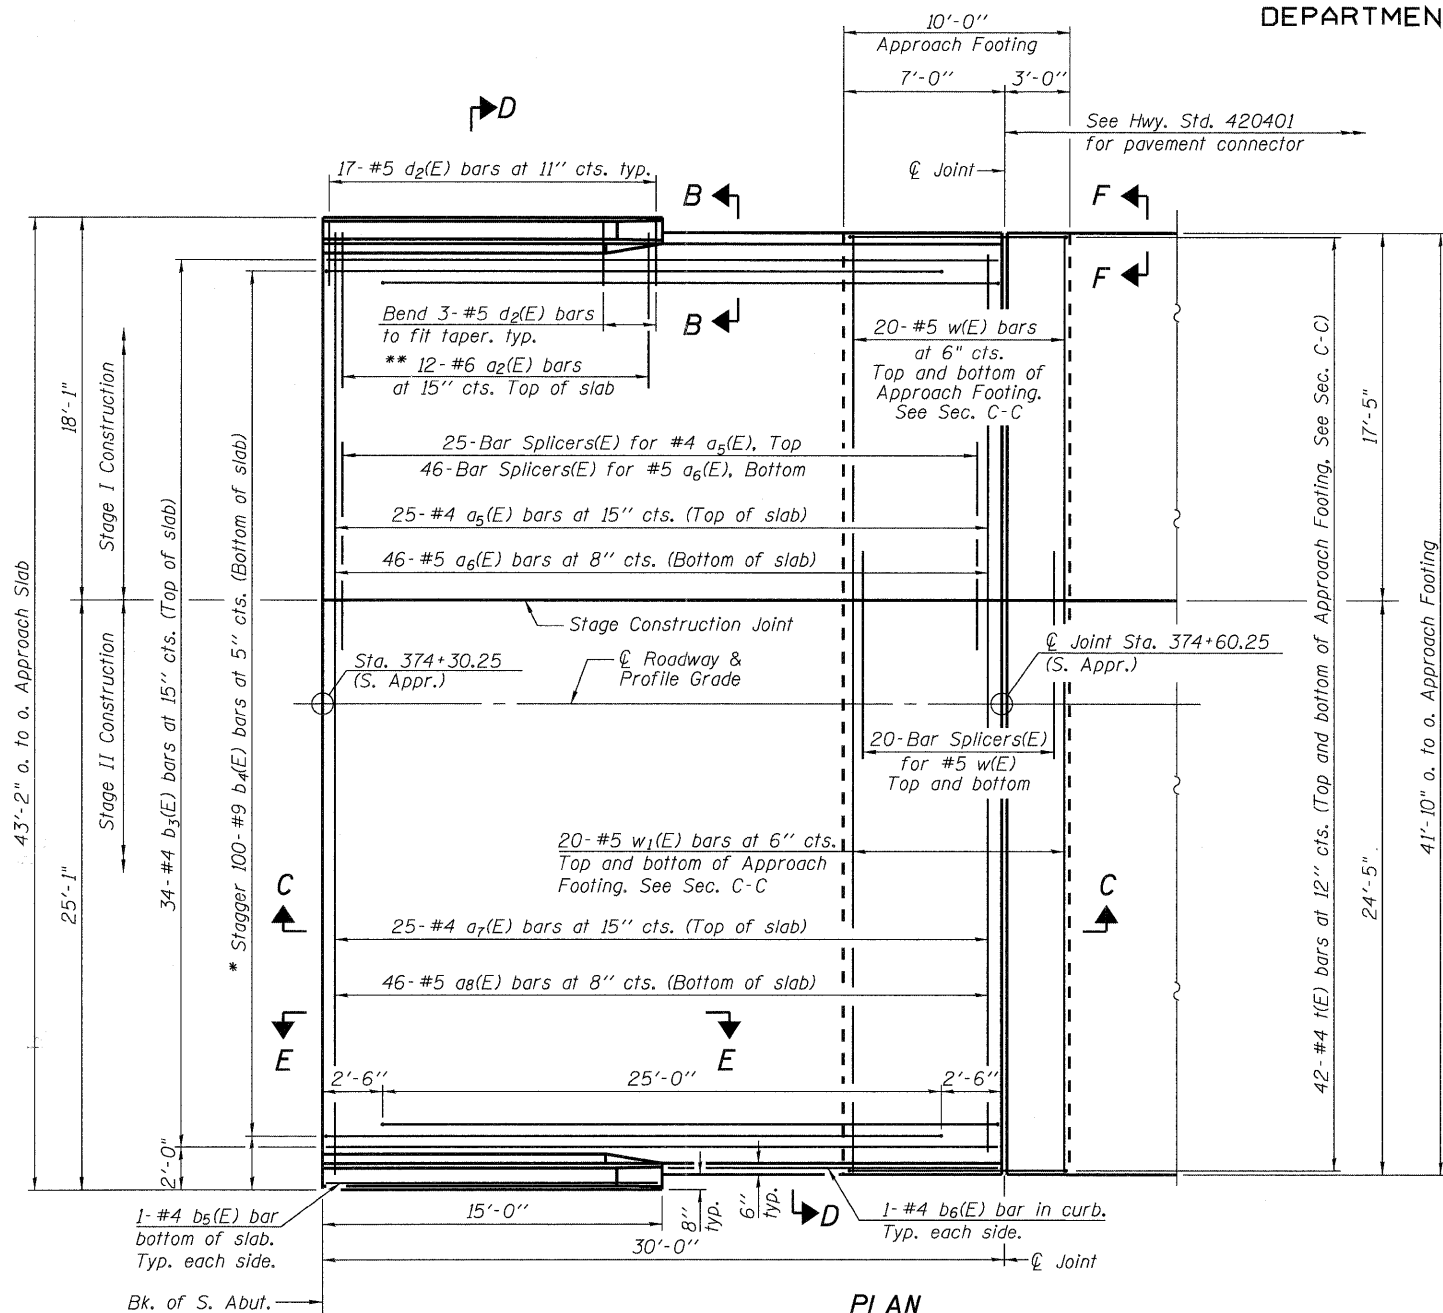 DEPARTMEN
10'-0"
Approach Footing
7'-0"
3'-0"
D
See Hwy. Std. 420401
for pavement connector
17- #5 d2(E) bars at 11" cts. typ.
℄ Joint
B
F
F
Bend 3- #5 d2(E) bars
to fit taper. typ.
B
** 12- #6 a2(E) bars
at 15" cts. Top of slab
20- #5 w(E) bars
at 6" cts.
Top and bottom of
Approach Footing.
See Sec. C-C
18'-1"
Stage I Construction
17'-5"
25-Bar Splicers(E) for #4 a5(E), Top
46-Bar Splicers(E) for #5 a6(E), Bottom
25- #4 a5(E) bars at 15" cts. (Top of slab)
46- #5 a6(E) bars at 8" cts. (Bottom of slab)
43'-2" o. to o. Approach Slab
34- #4 b3(E) bars at 15" cts. (Top of slab)
* Stagger 100- #9 b4(E) bars at 5" cts. (Bottom of slab)
42- #4 t(E) bars at 12" cts. (Top and bottom of Approach Footing, See Sec. C-C)
41'-10" o. to o. Approach Footing
Stage Construction Joint
Sta. 374+30.25
(S. Appr.)
℄ Roadway &
Profile Grade
℄ Joint Sta. 374+60.25
(S. Appr.)
Stage II Construction
25'-1"
24'-5"
20-Bar Splicers(E)
for #5 w(E)
Top and bottom
20- #5 w1(E) bars at 6" cts.
Top and bottom of Approach
Footing. See Sec. C-C
C
C
25- #4 a7(E) bars at 15" cts. (Top of slab)
46- #5 a8(E) bars at 8" cts. (Bottom of slab)
E
E
2'-6"
25'-0"
2'-6"
2'-0"
1- #4 b5(E) bar
bottom of slab.
Typ. each side.
15'-0"
8"
typ.
6"
typ.
D
1- #4 b6(E) bar in curb.
Typ. each side.
30'-0"
℄ Joint
Bk. of S. Abut.
PLAN